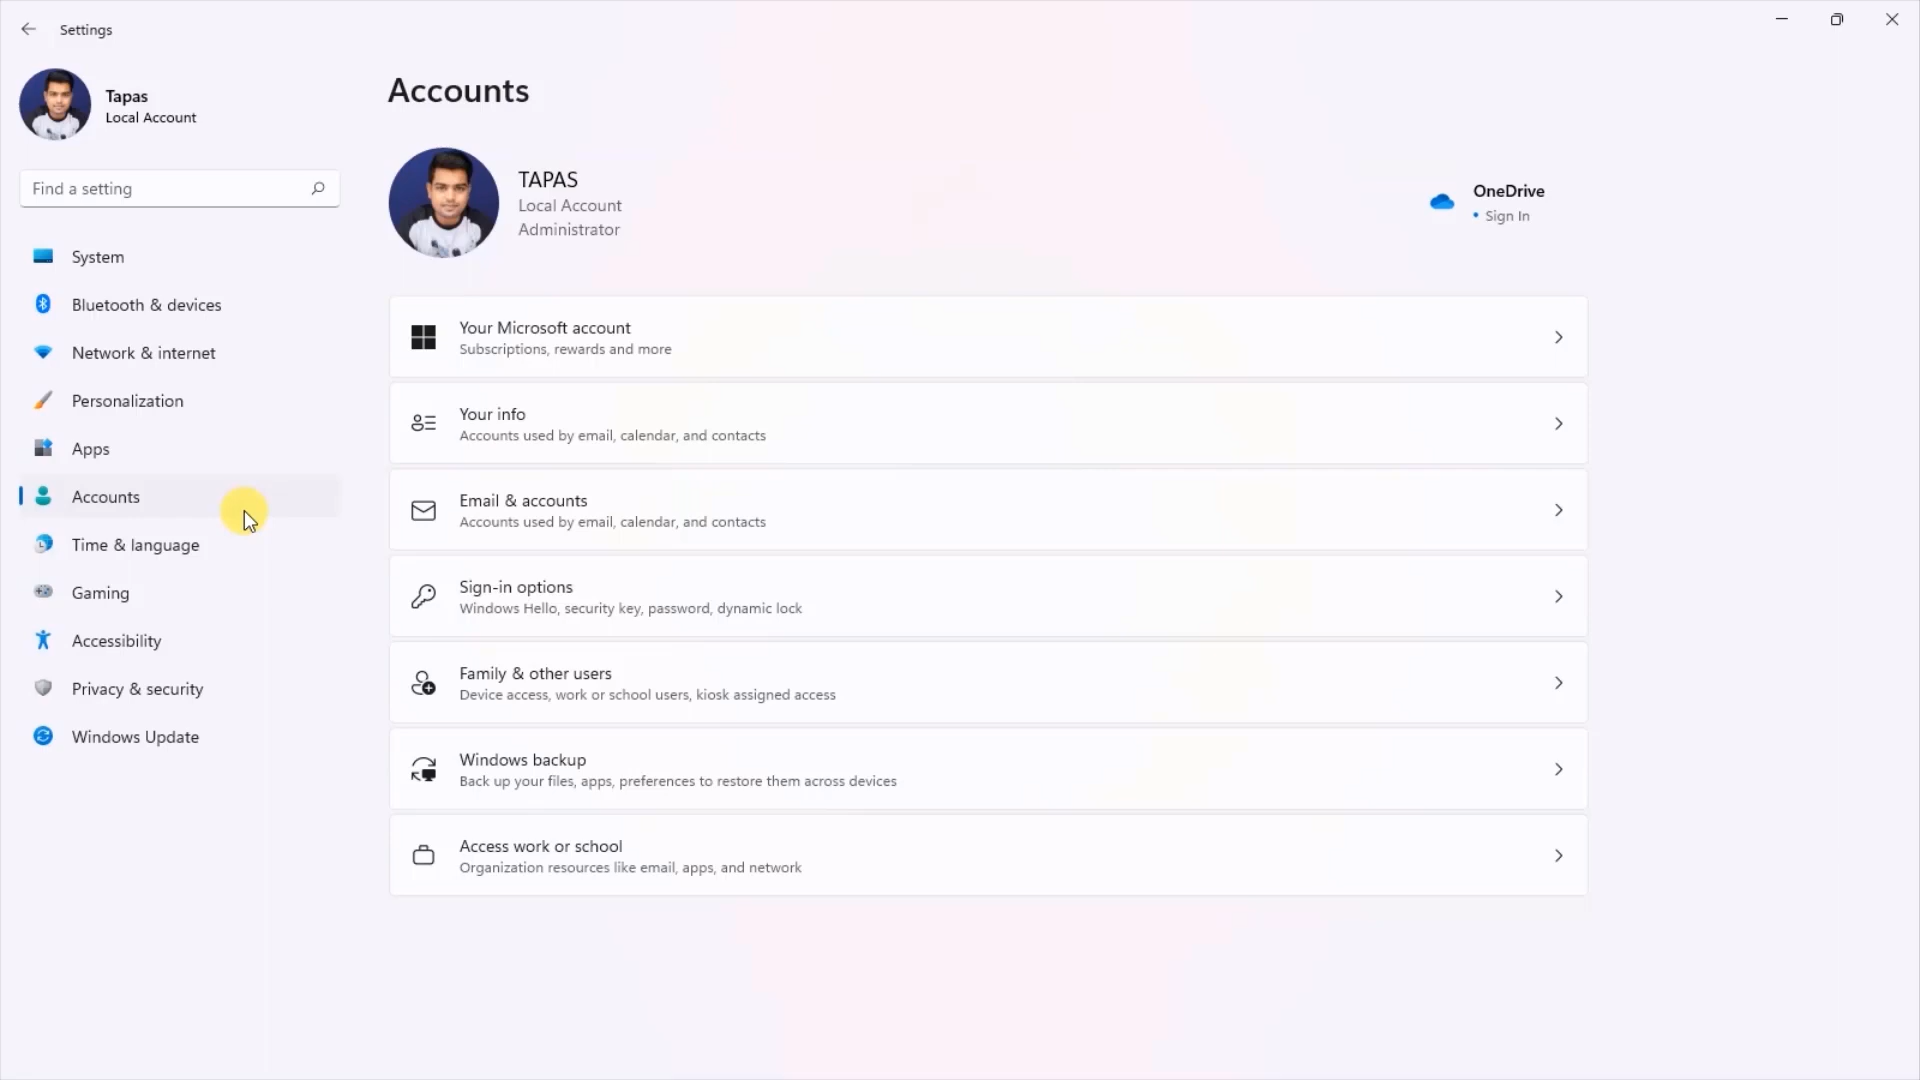 Settings
Tapas
Local Account
Find a setting
System
Bluetooth & devices
Network & internet
Personalization
Apps
Accounts
Time & language
Gaming
Accessibility
Privacy & security
Windows Update
Accounts
TAPAS
Local Account
Administrator
OneDrive
• Sign In
Your Microsoft account
Subscriptions, rewards and more
Your info
Accounts used by email, calendar, and contacts
Email & accounts
Accounts used by email, calendar, and contacts
Sign-in options
Windows Hello, security key, password, dynamic lock
Family & other users
Device access, work or school users, kiosk assigned access
Windows backup
Back up your files, apps, preferences to restore them across devices
Access work or school
Organization resources like email, apps, and network